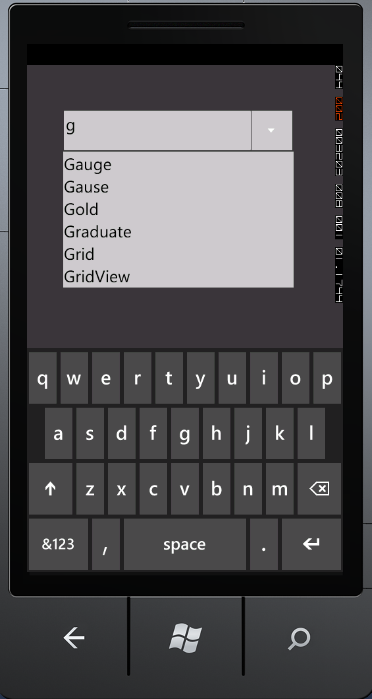 g
Gauge
Gause
Gold
Graduate
Grid
GridView
q w e r t y u i o p
a s d f g h j k l
z x c v b n m
&123 , space .